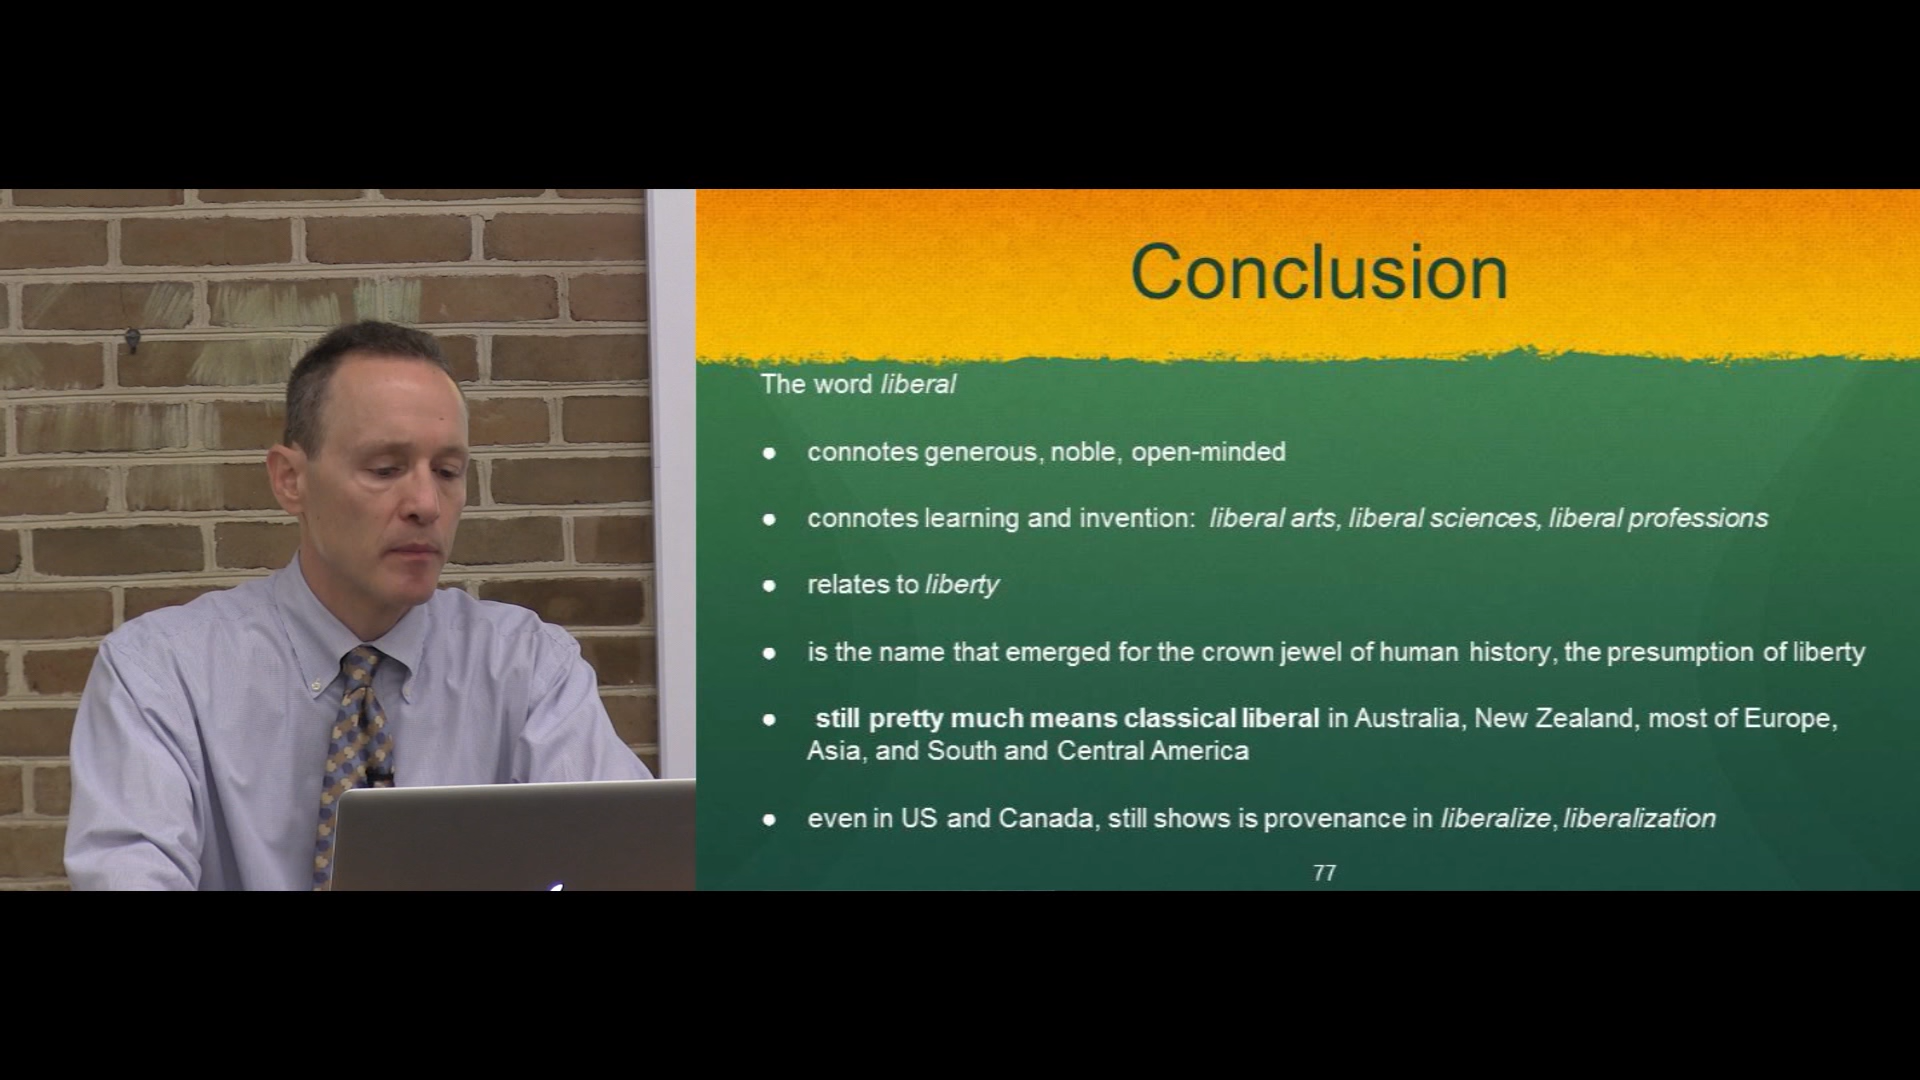 Conclusion
The word liberal
● connotes generous, noble, open-minded
● connotes learning and invention: liberal arts, liberal sciences, liberal professions
● relates to liberty
● is the name that emerged for the crown jewel of human history, the presumption of liberty
● still pretty much means classical liberal in Australia, New Zealand, most of Europe,
Asia, and South and Central America
● even in US and Canada, still shows is provenance in liberalize, liberalization
77